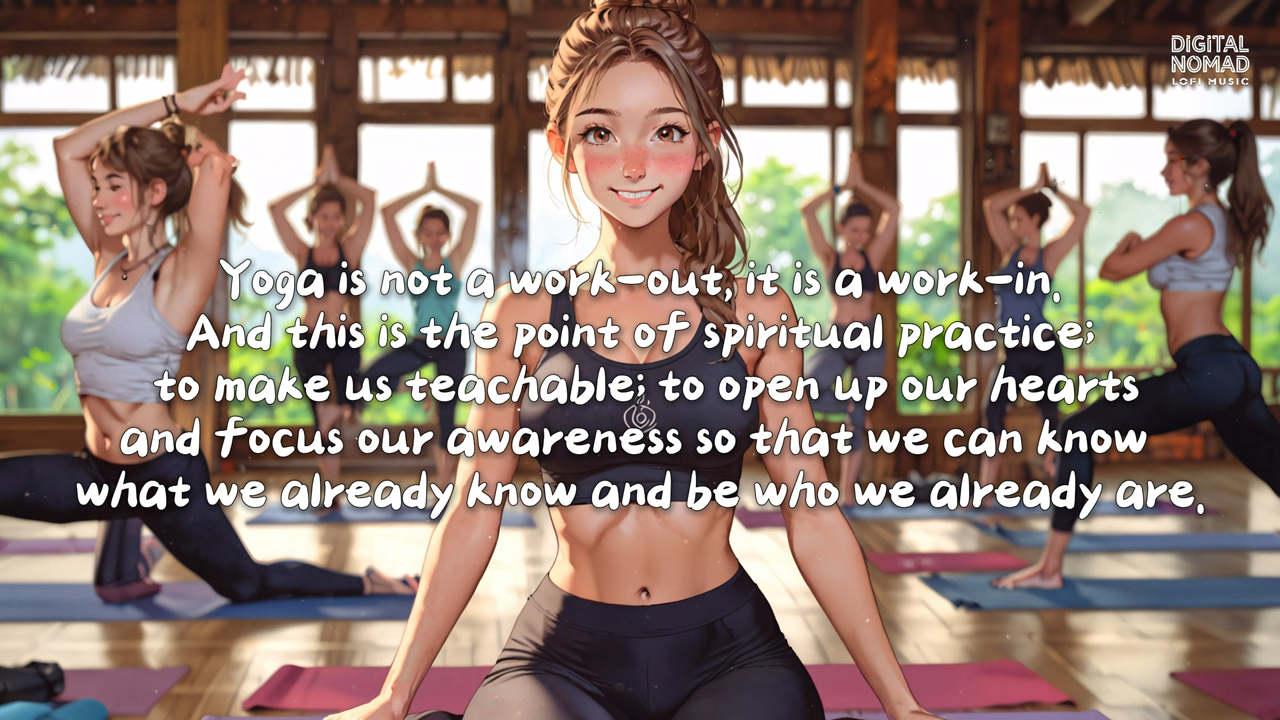 DIGITAL
NOMAD
LOFI MUSIC
Yoga is not a work-out, it is a work-in.
And this is the point of spiritual practice;
to make us teachable; to open up our hearts
and focus our awareness so that we can know
what we already know and be who we already are.